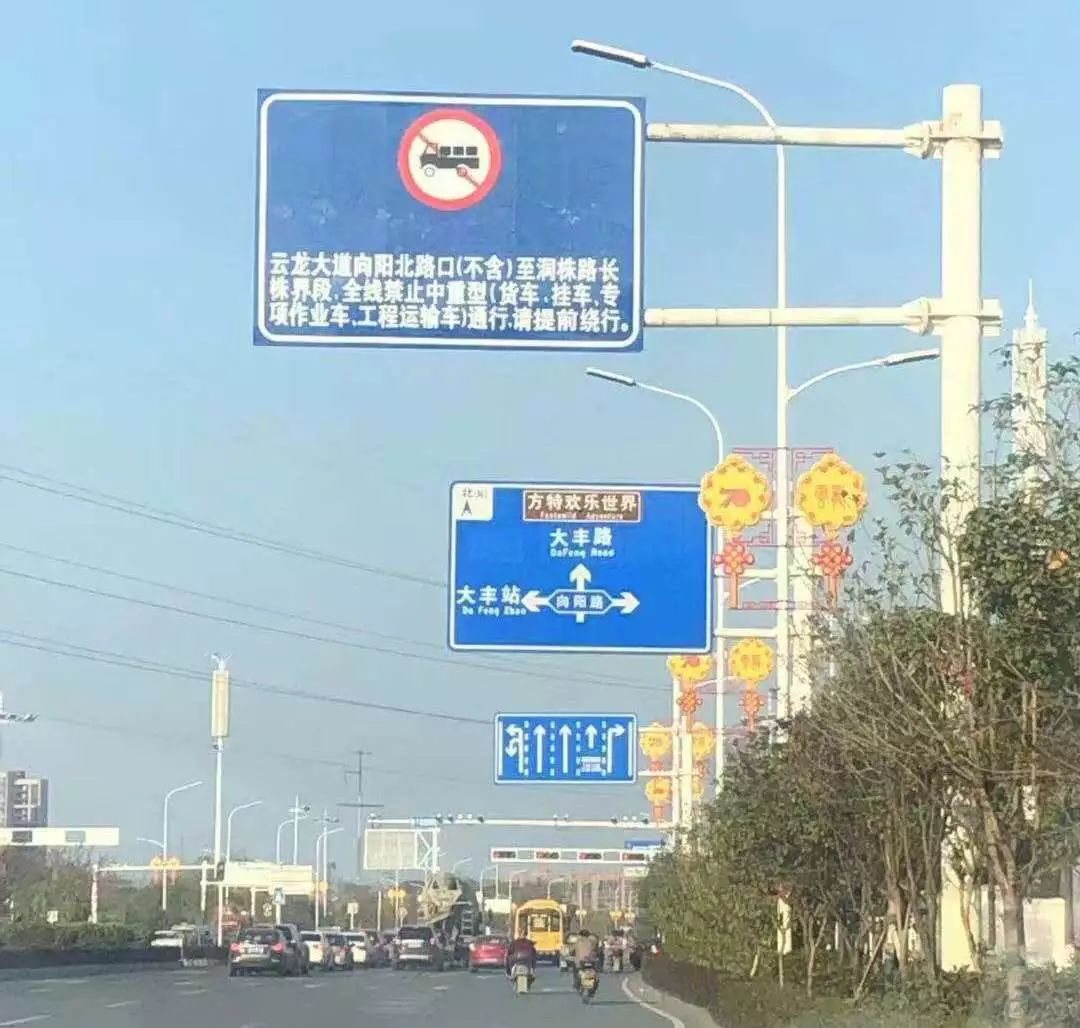 云龙大道向阳北路口(不含)至洞株路长
株界段,全线禁止中重型(货车、挂车、专
项作业车、工程运输车)通行,请提前绕行。
北
方特欢乐世界
Fantawild Adventure
大丰路
DaFeng Road
大丰站
Da Feng Zhan
向阳路
70